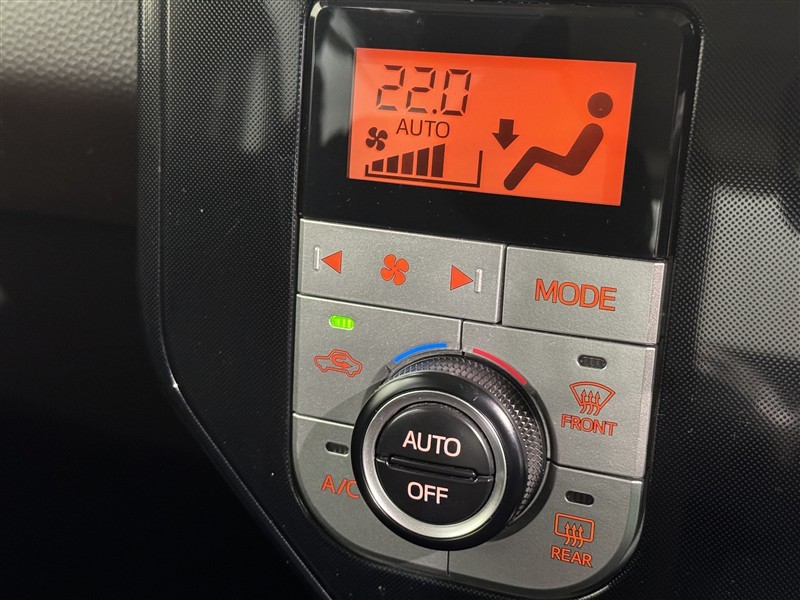 22.0
AUTO
MODE
FRONT
AUTO
OFF
A/C
REAR